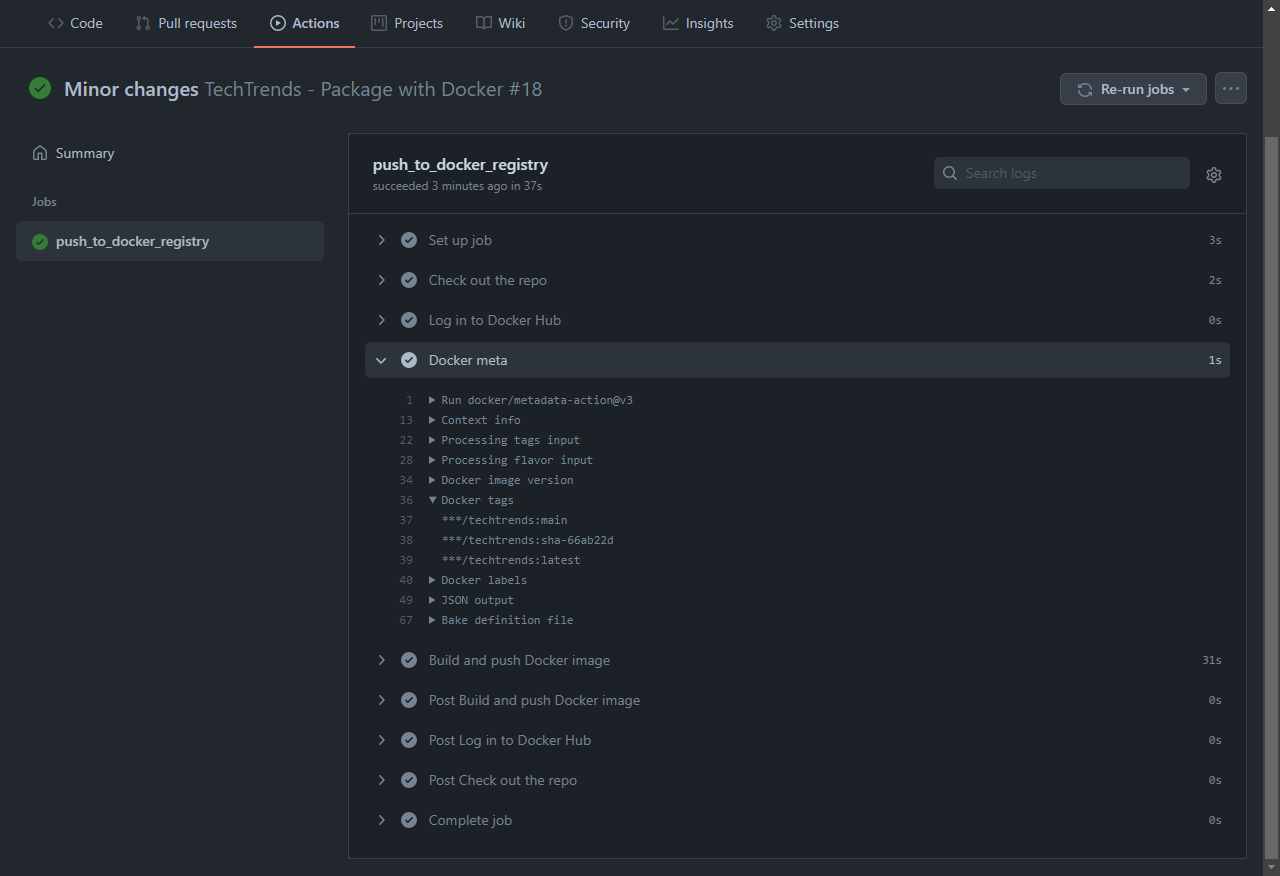 Code Pull requests Actions Projects Wiki Security Insights Settings
Minor changes TechTrends - Package with Docker #18
Re-run jobs
Summary
Jobs
push_to_docker_registry
push_to_docker_registry
succeeded 3 minutes ago in 37s
Search logs
Set up job 3s
Check out the repo 2s
Log in to Docker Hub 0s
Docker meta 1s
1 Run docker/metadata-action@v3
13 Context info
22 Processing tags input
28 Processing flavor input
34 Docker image version
36 Docker tags
37 ***/techtrends:main
38 ***/techtrends:sha-66ab22d
39 ***/techtrends:latest
40 Docker labels
49 JSON output
67 Bake definition file
Build and push Docker image 31s
Post Build and push Docker image 0s
Post Log in to Docker Hub 0s
Post Check out the repo 0s
Complete job 0s